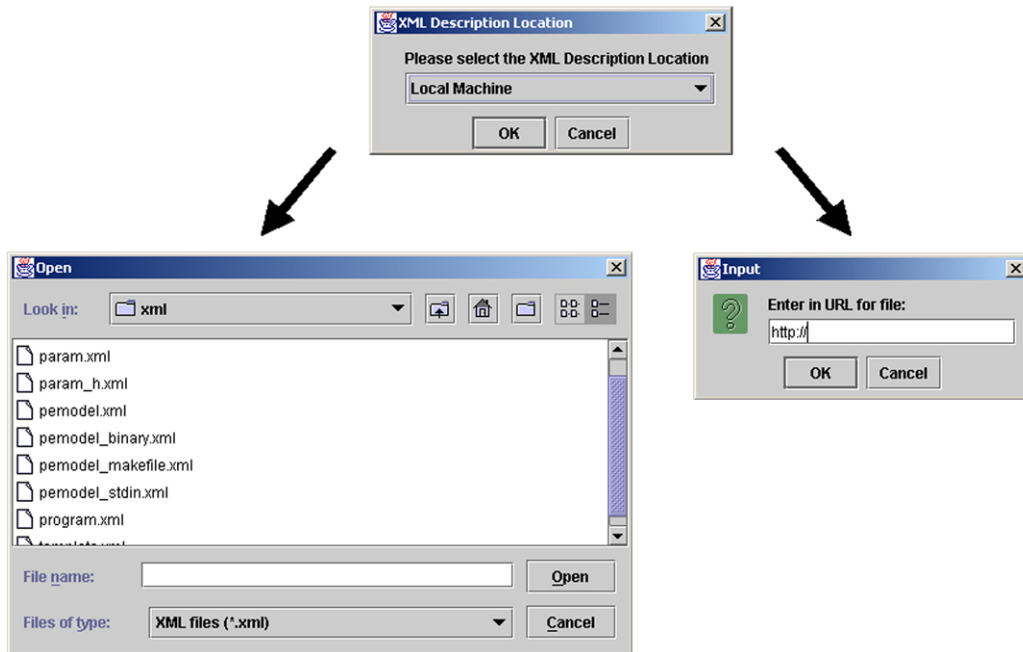 XML Description Location
Please select the XML Description Location
Local Machine
OK Cancel
Open
Look in: xml
param.xml
param_h.xml
pemodel.xml
pemodel_binary.xml
pemodel_makefile.xml
pemodel_stdin.xml
program.xml
File name: Open
Files of type: XML files (*.xml) Cancel
Input
Enter in URL for file:
http://
OK Cancel